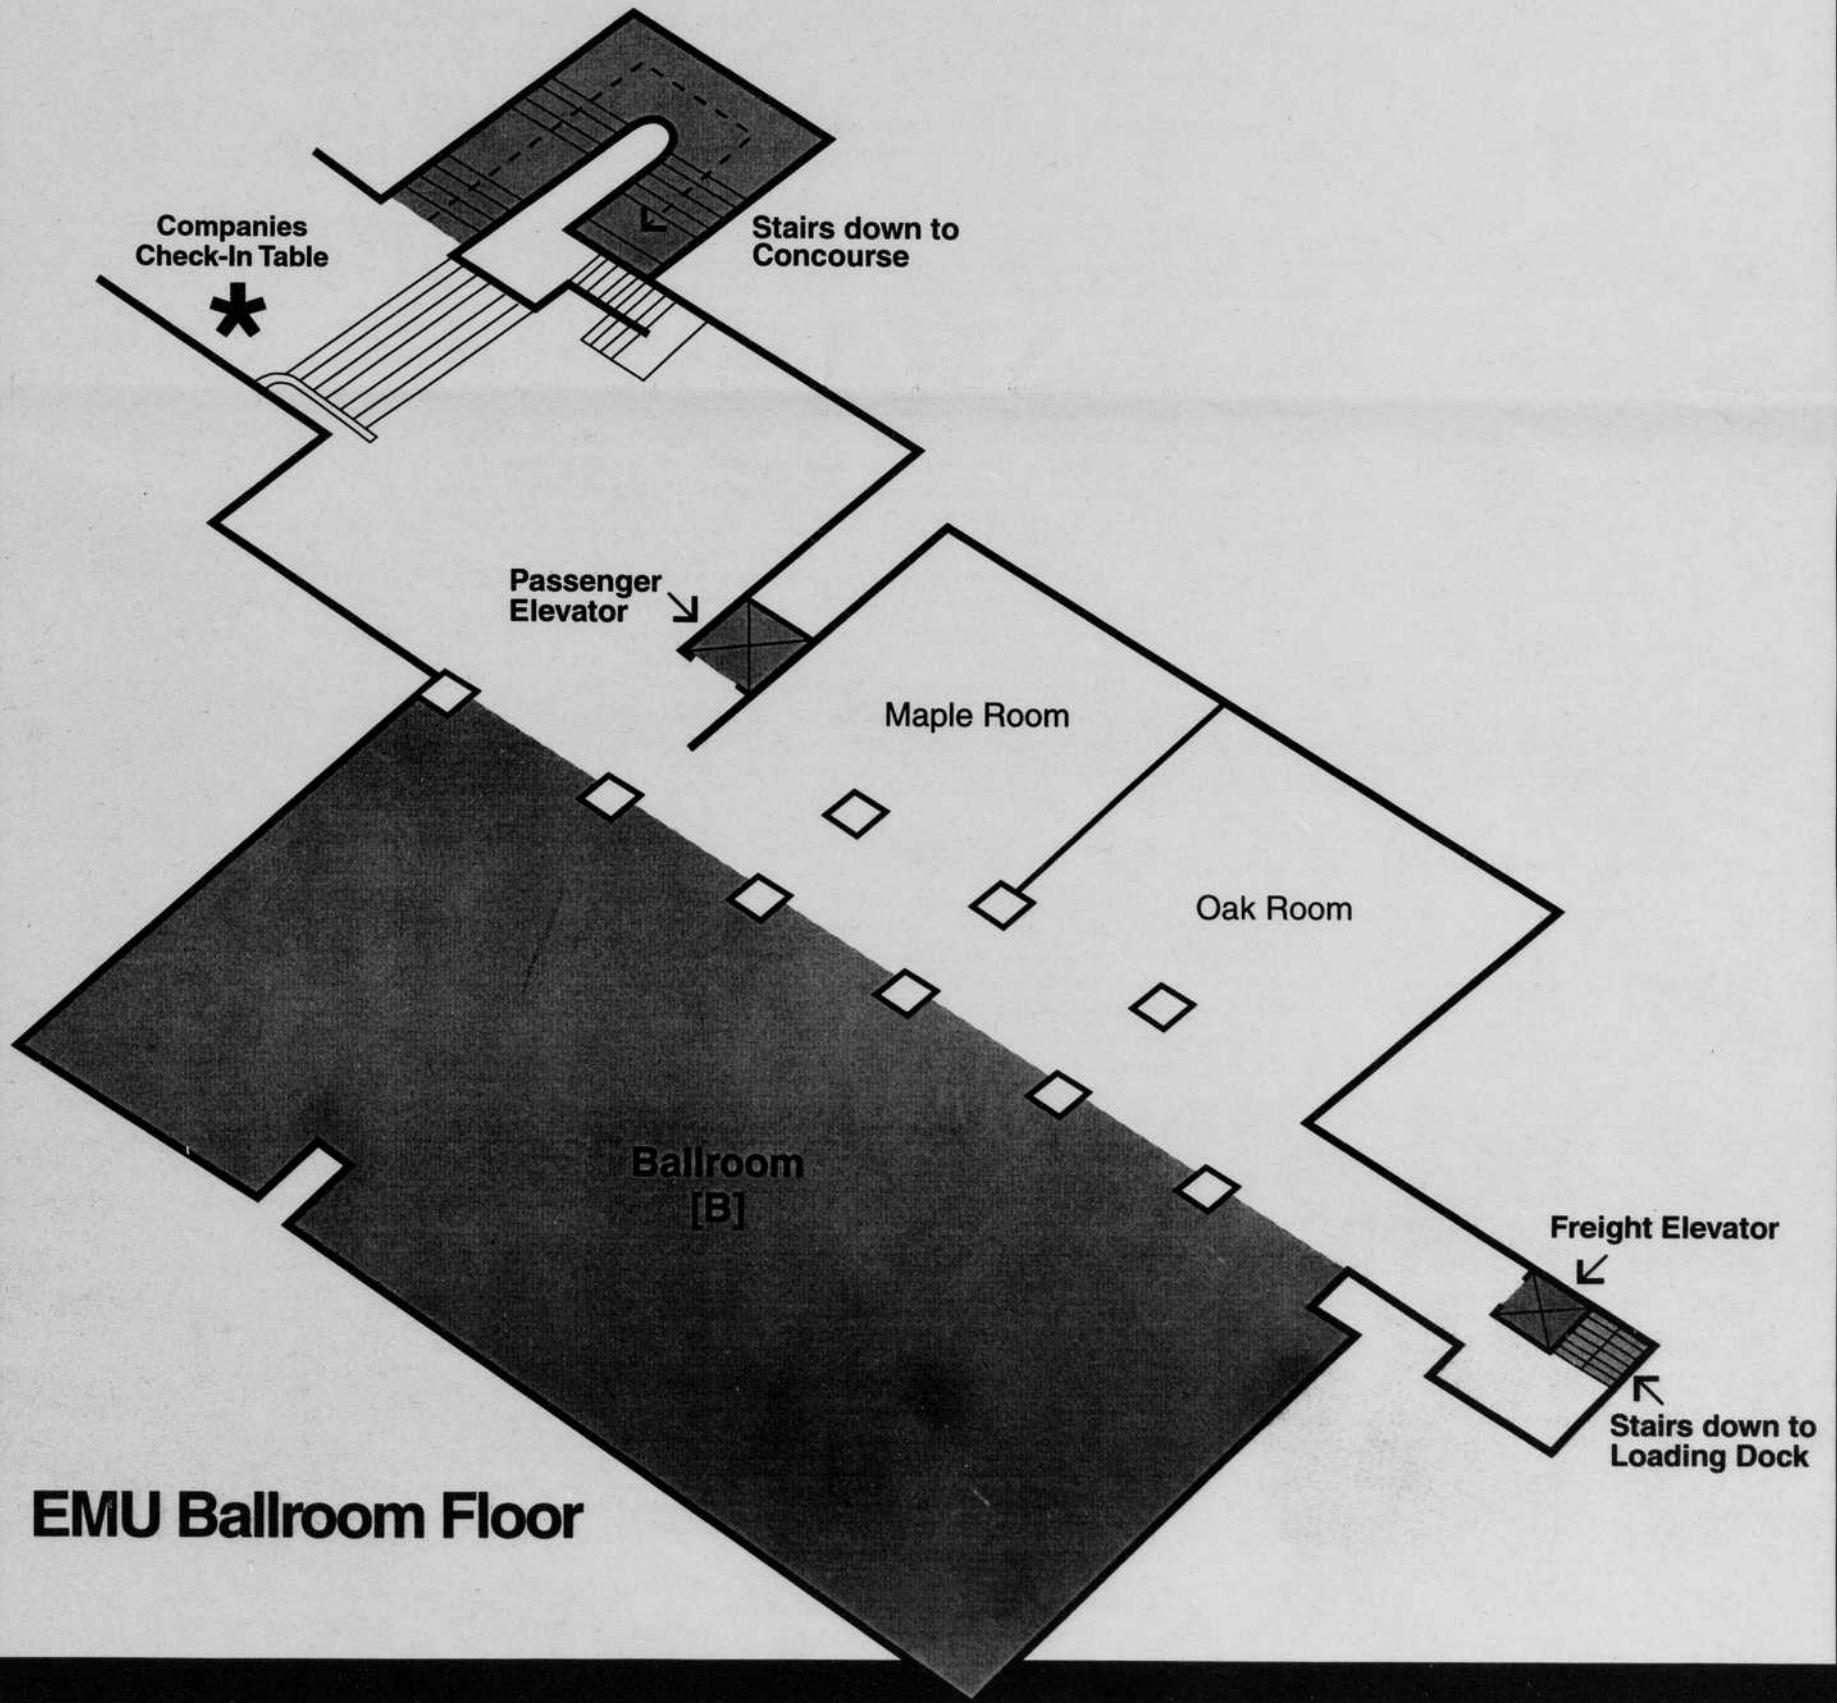 Companies
Check-In Table
*
Stairs down to
Concourse
Passenger
Elevator
Maple Room
Oak Room
Ballroom
[B]
Freight Elevator
Stairs down to
Loading Dock
EMU Ballroom Floor